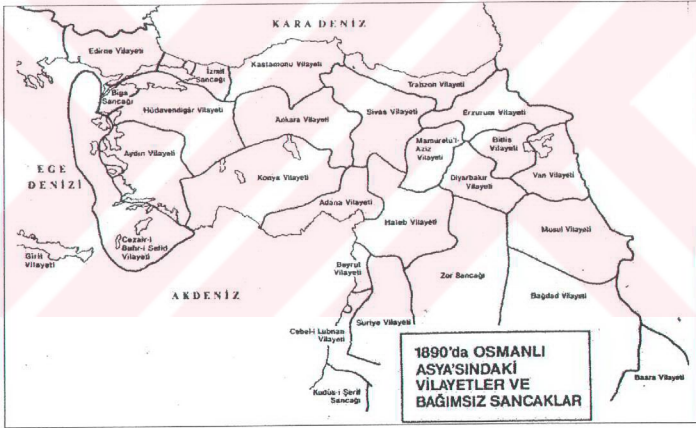 KARA DENİZ
Edirne Vilayeti
İzmit
Sancağı
Kastamonu Vilayeti
Trabzon Vilayeti
Biga
Sancağı
Hüdavendigâr Vilayeti
Ankara Vilayeti
Sivas Vilayeti
Erzurum Vilayeti
Mamuretu'l-
Aziz
Vilayeti
Bitlis
Vilayeti
EGE
DENİZİ
Aydın Vilayeti
Konya Vilayeti
Diyarbakır
Vilayeti
Van Vilayeti
Adana Vilayeti
Haleb Vilayeti
Musul Vilayeti
Cezair-i
Bahr-i Sefid
Vilayeti
Girit
Vilayeti
Beyrut
Vilayeti
Zor Sancağı
AKDENİZ
Bağdad Vilayeti
Suriye Vilayeti
Cebel-i Lubnan
Vilayeti
Basra Vilayeti
Kudüs-i Şerif
Sancağı
1890'da OSMANLI
ASYA'SINDAKİ
VİLAYETLER VE
BAĞIMSIZ SANCAKLAR